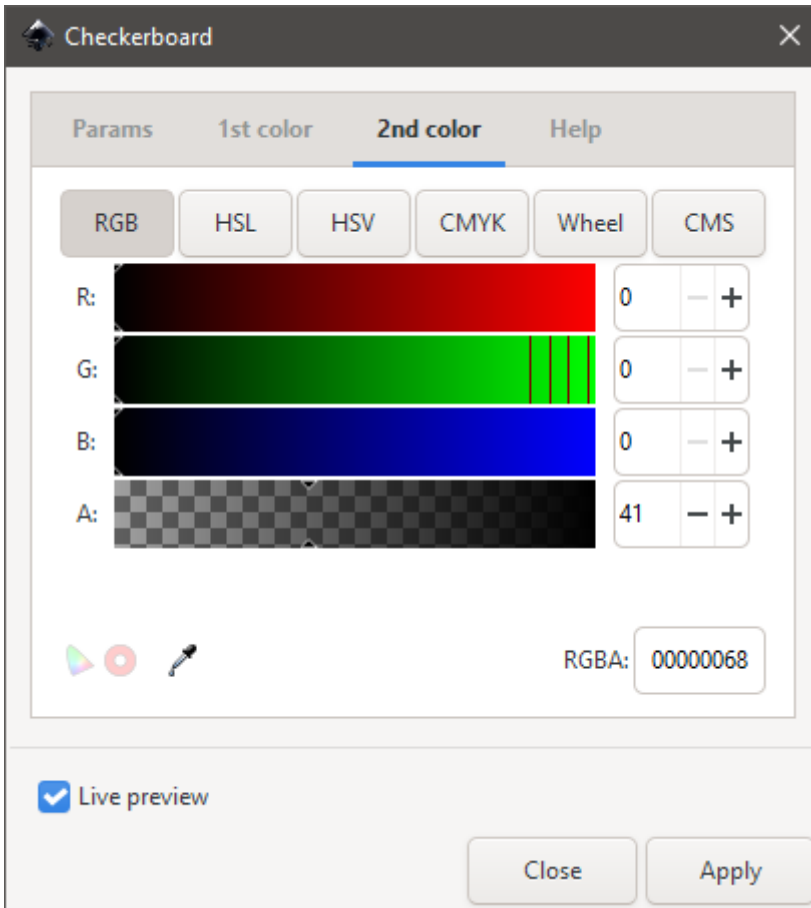 Checkerboard
Params 1st color 2nd color Help
RGB HSL HSV CMYK Wheel CMS
R: 0
G: 0
B: 0
A: 41
RGBA: 00000068
Live preview
Close Apply